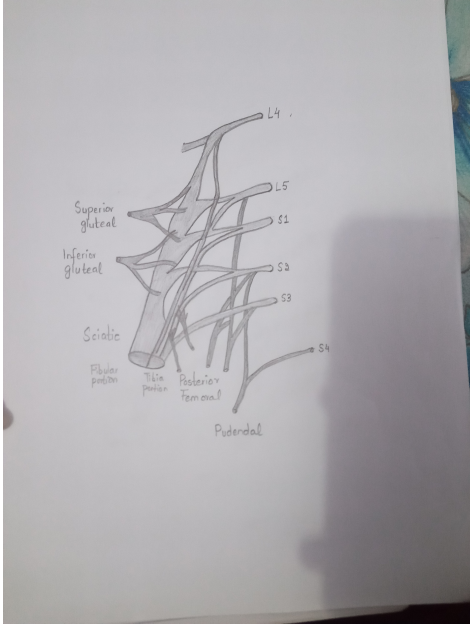 L4
L5
Superior
gluteal
S1
Inferior
gluteal
S2
S3
Sciatic
S4
Fibular
portion
Tibia
portion
Posterior
Femoral
Pudendal